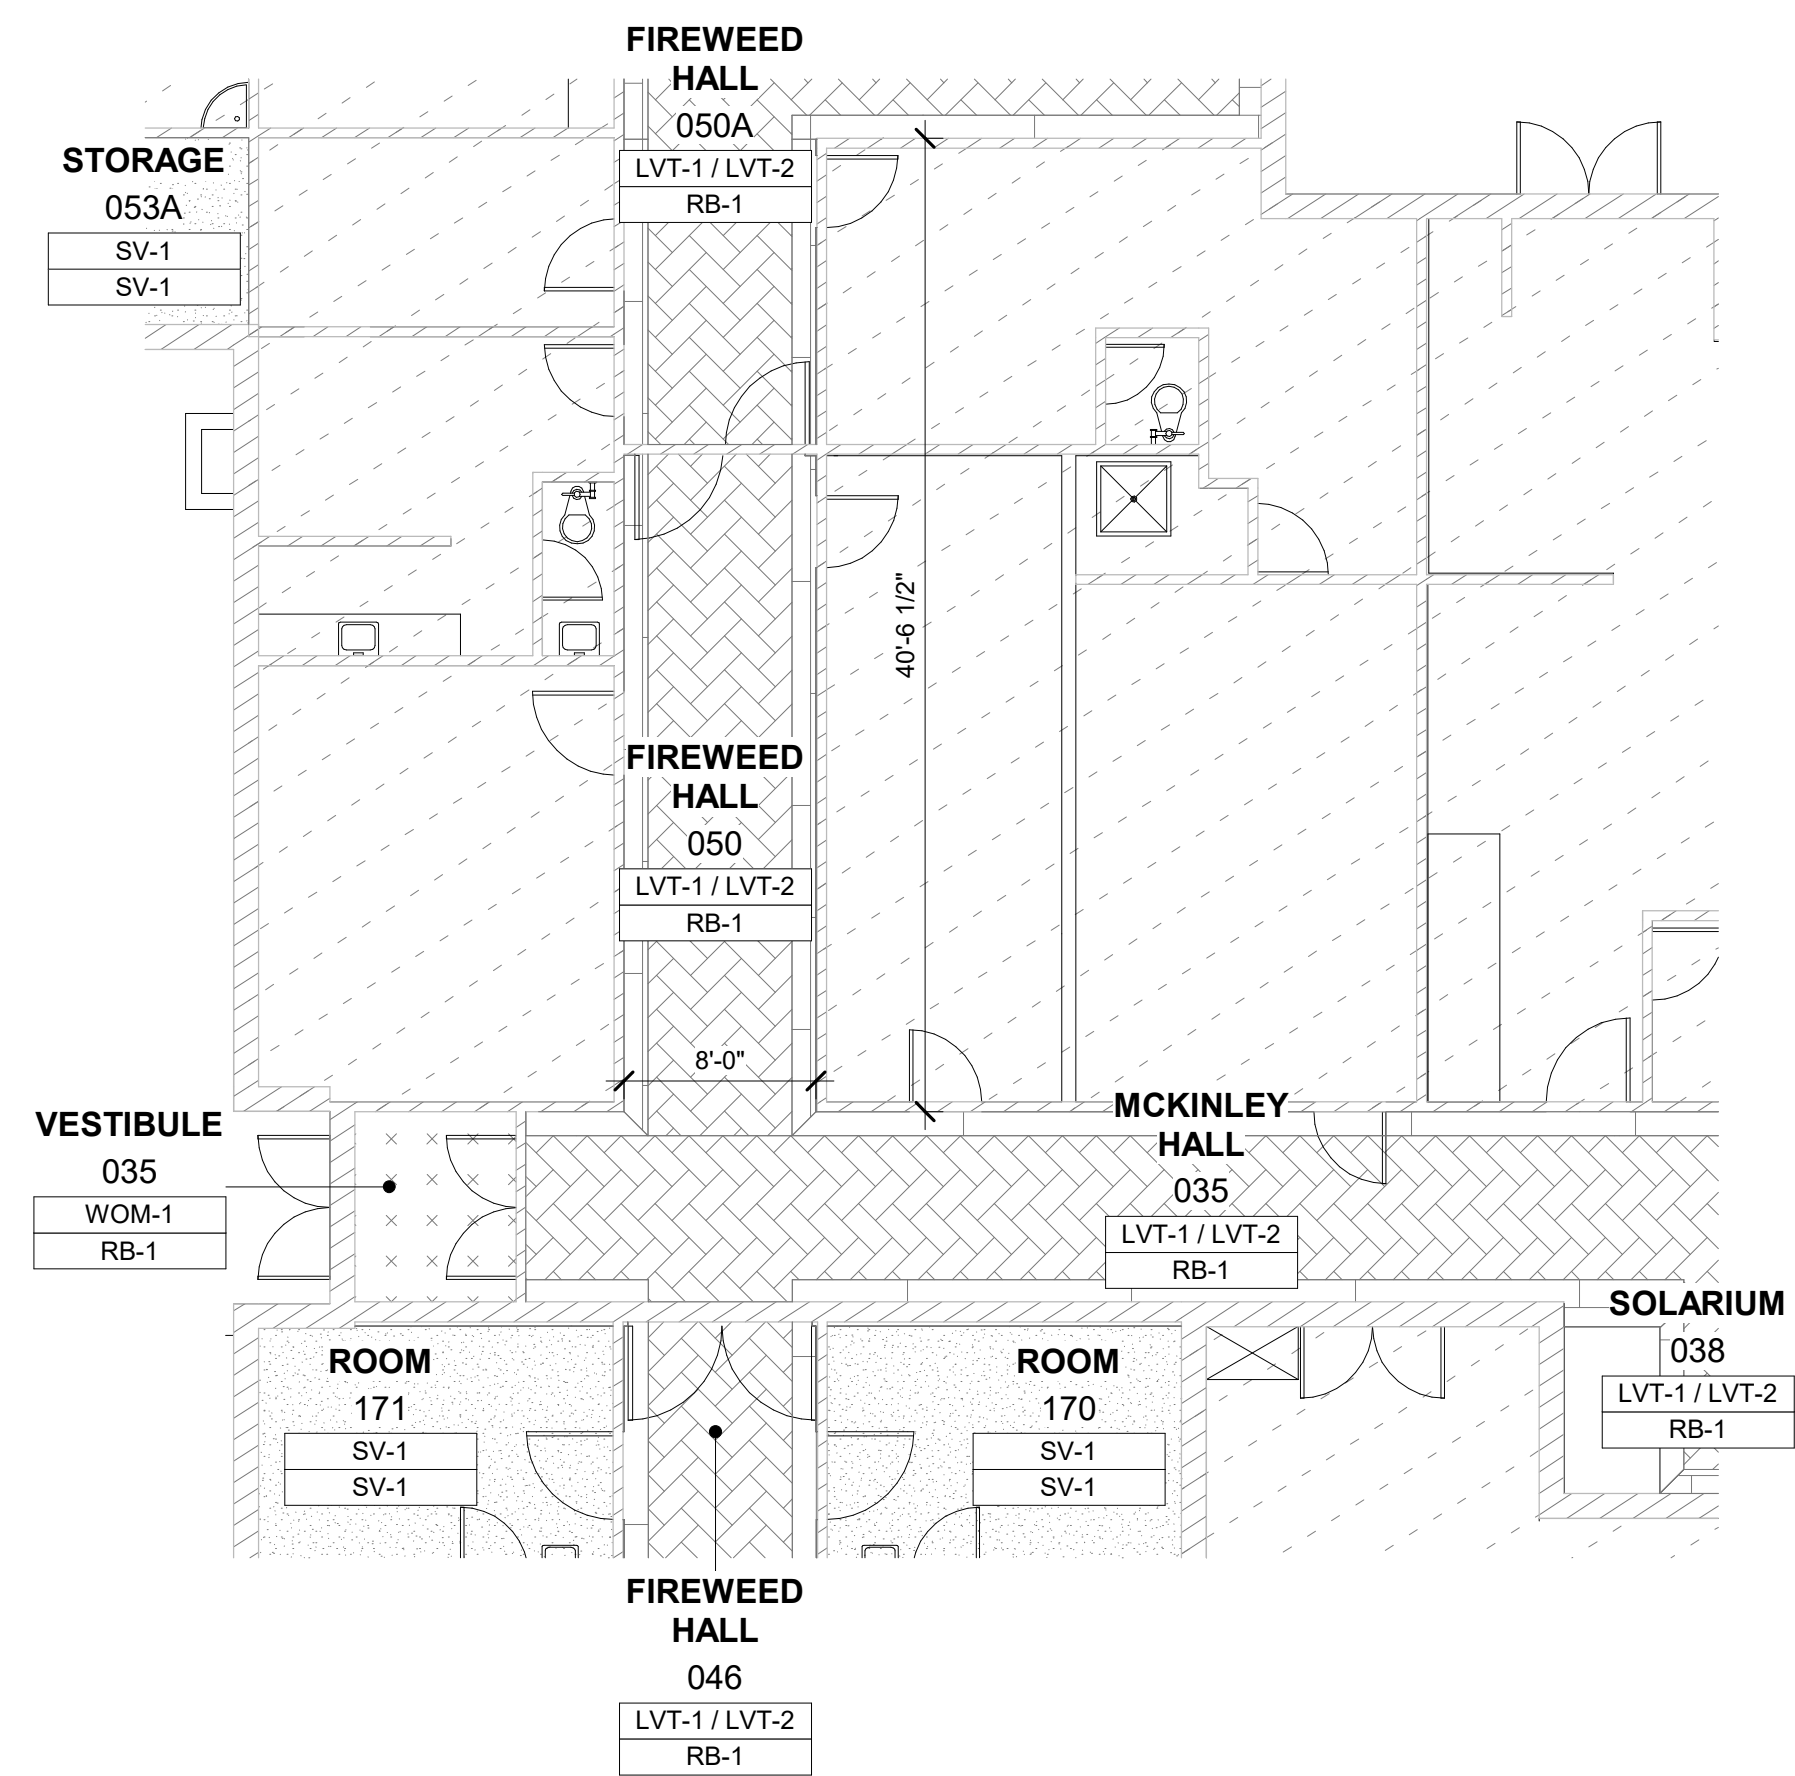 FIREWEED
HALL
050A
LVT-1 / LVT-2
RB-1
STORAGE
053A
SV-1
SV-1
40'-6 1/2"
FIREWEED
HALL
050
LVT-1 / LVT-2
RB-1
8'-0"
VESTIBULE
035
WOM-1
RB-1
MCKINLEY
HALL
035
LVT-1 / LVT-2
RB-1
SOLARIUM
038
LVT-1 / LVT-2
RB-1
ROOM
171
SV-1
SV-1
ROOM
170
SV-1
SV-1
FIREWEED
HALL
046
LVT-1 / LVT-2
RB-1